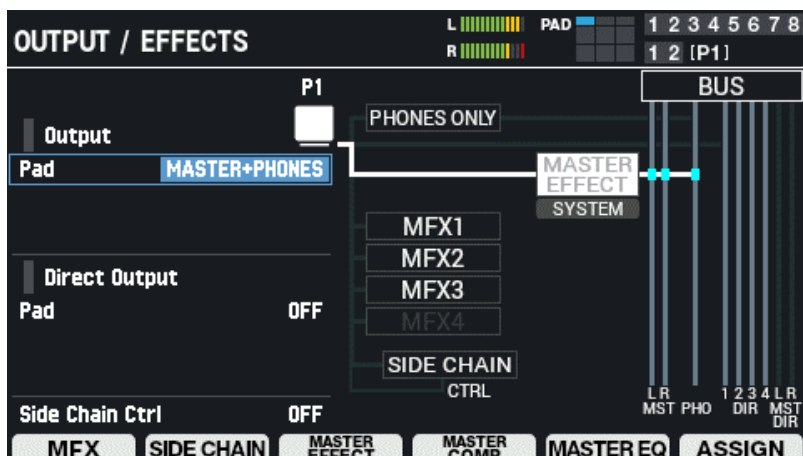 OUTPUT / EFFECTS
L
R
PAD
1 2 3 4 5 6 7 8
1 2 [P1]
P1
BUS
PHONES ONLY
Output
Pad MASTER+PHONES
MASTER
EFFECT
SYSTEM
MFX1
MFX2
MFX3
MFX4
Direct Output
Pad OFF
SIDE CHAIN
CTRL
Side Chain Ctrl OFF
L R 1 2 3 4 L R
MST PHO DIR MST
DIR
MFX SIDE CHAIN MASTER EFFECT MASTER COMP MASTER EQ ASSIGN